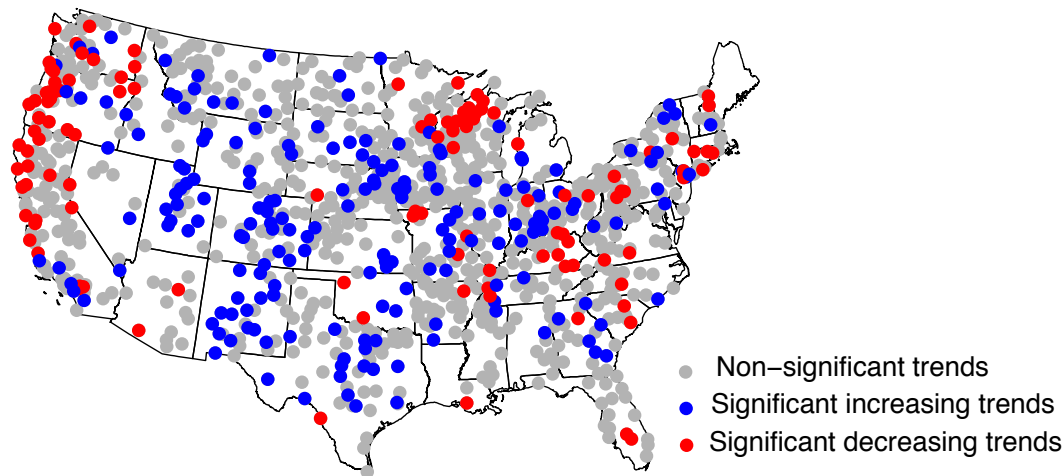 Non−significant trends
Significant increasing trends
Significant decreasing trends